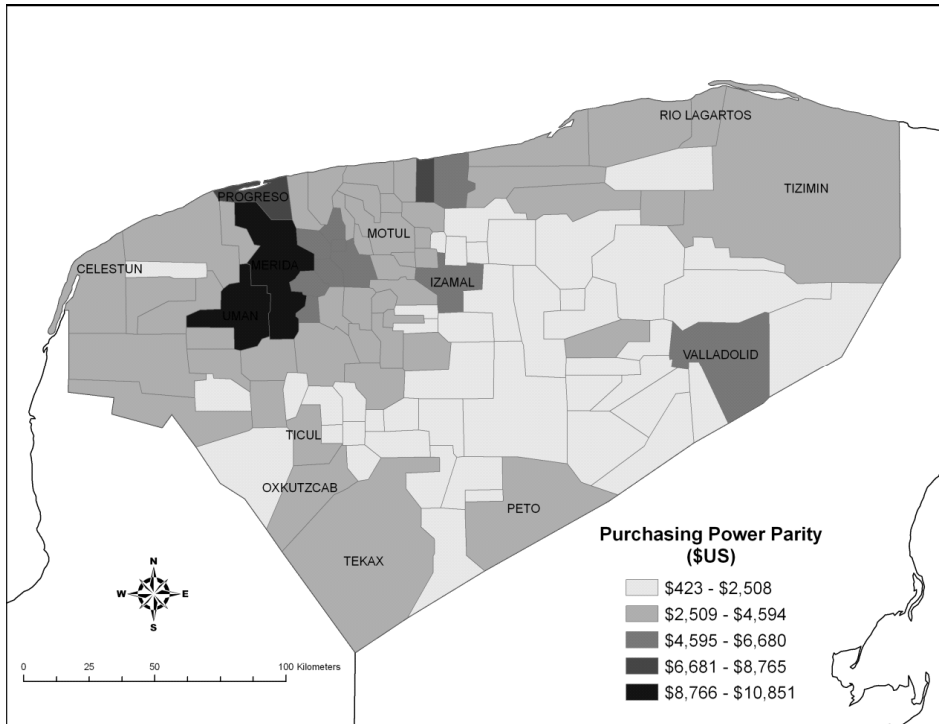 RIO LAGARTOS
TIZIMIN
PROGRESO
MOTUL
CELESTUN
MERIDA
IZAMAL
UMAN
VALLADOLID
TICUL
OXKUTZCAB
PETO
TEKAX
Purchasing Power Parity
($US)
$423 - $2,508
$2,509 - $4,594
$4,595 - $6,680
$6,681 - $8,765
$8,766 - $10,851
N
W E
S
0 25 50 100 Kilometers